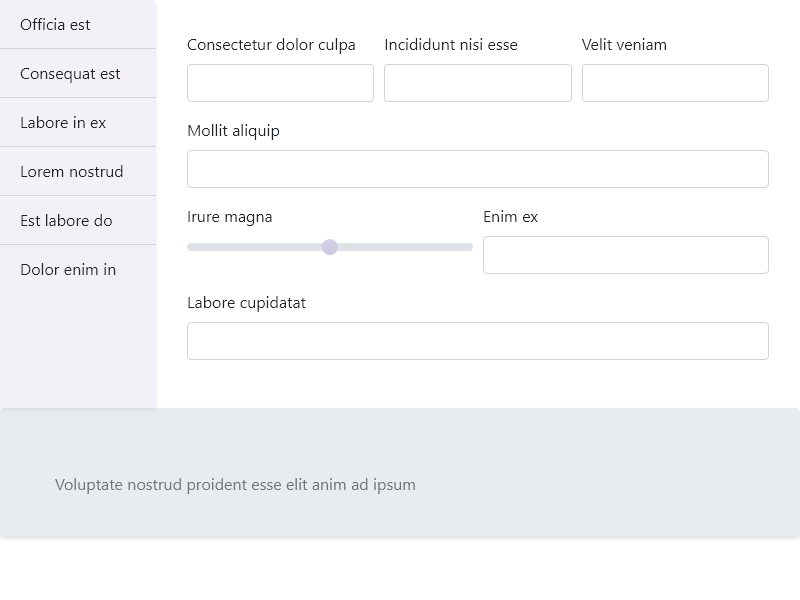 Officia est
Consequat est
Labore in ex
Lorem nostrud
Est labore do
Dolor enim in
Consectetur dolor culpa
Incididunt nisi esse
Velit veniam
Mollit aliquip
Irure magna
Enim ex
Labore cupidatat
Voluptate nostrud proident esse elit anim ad ipsum